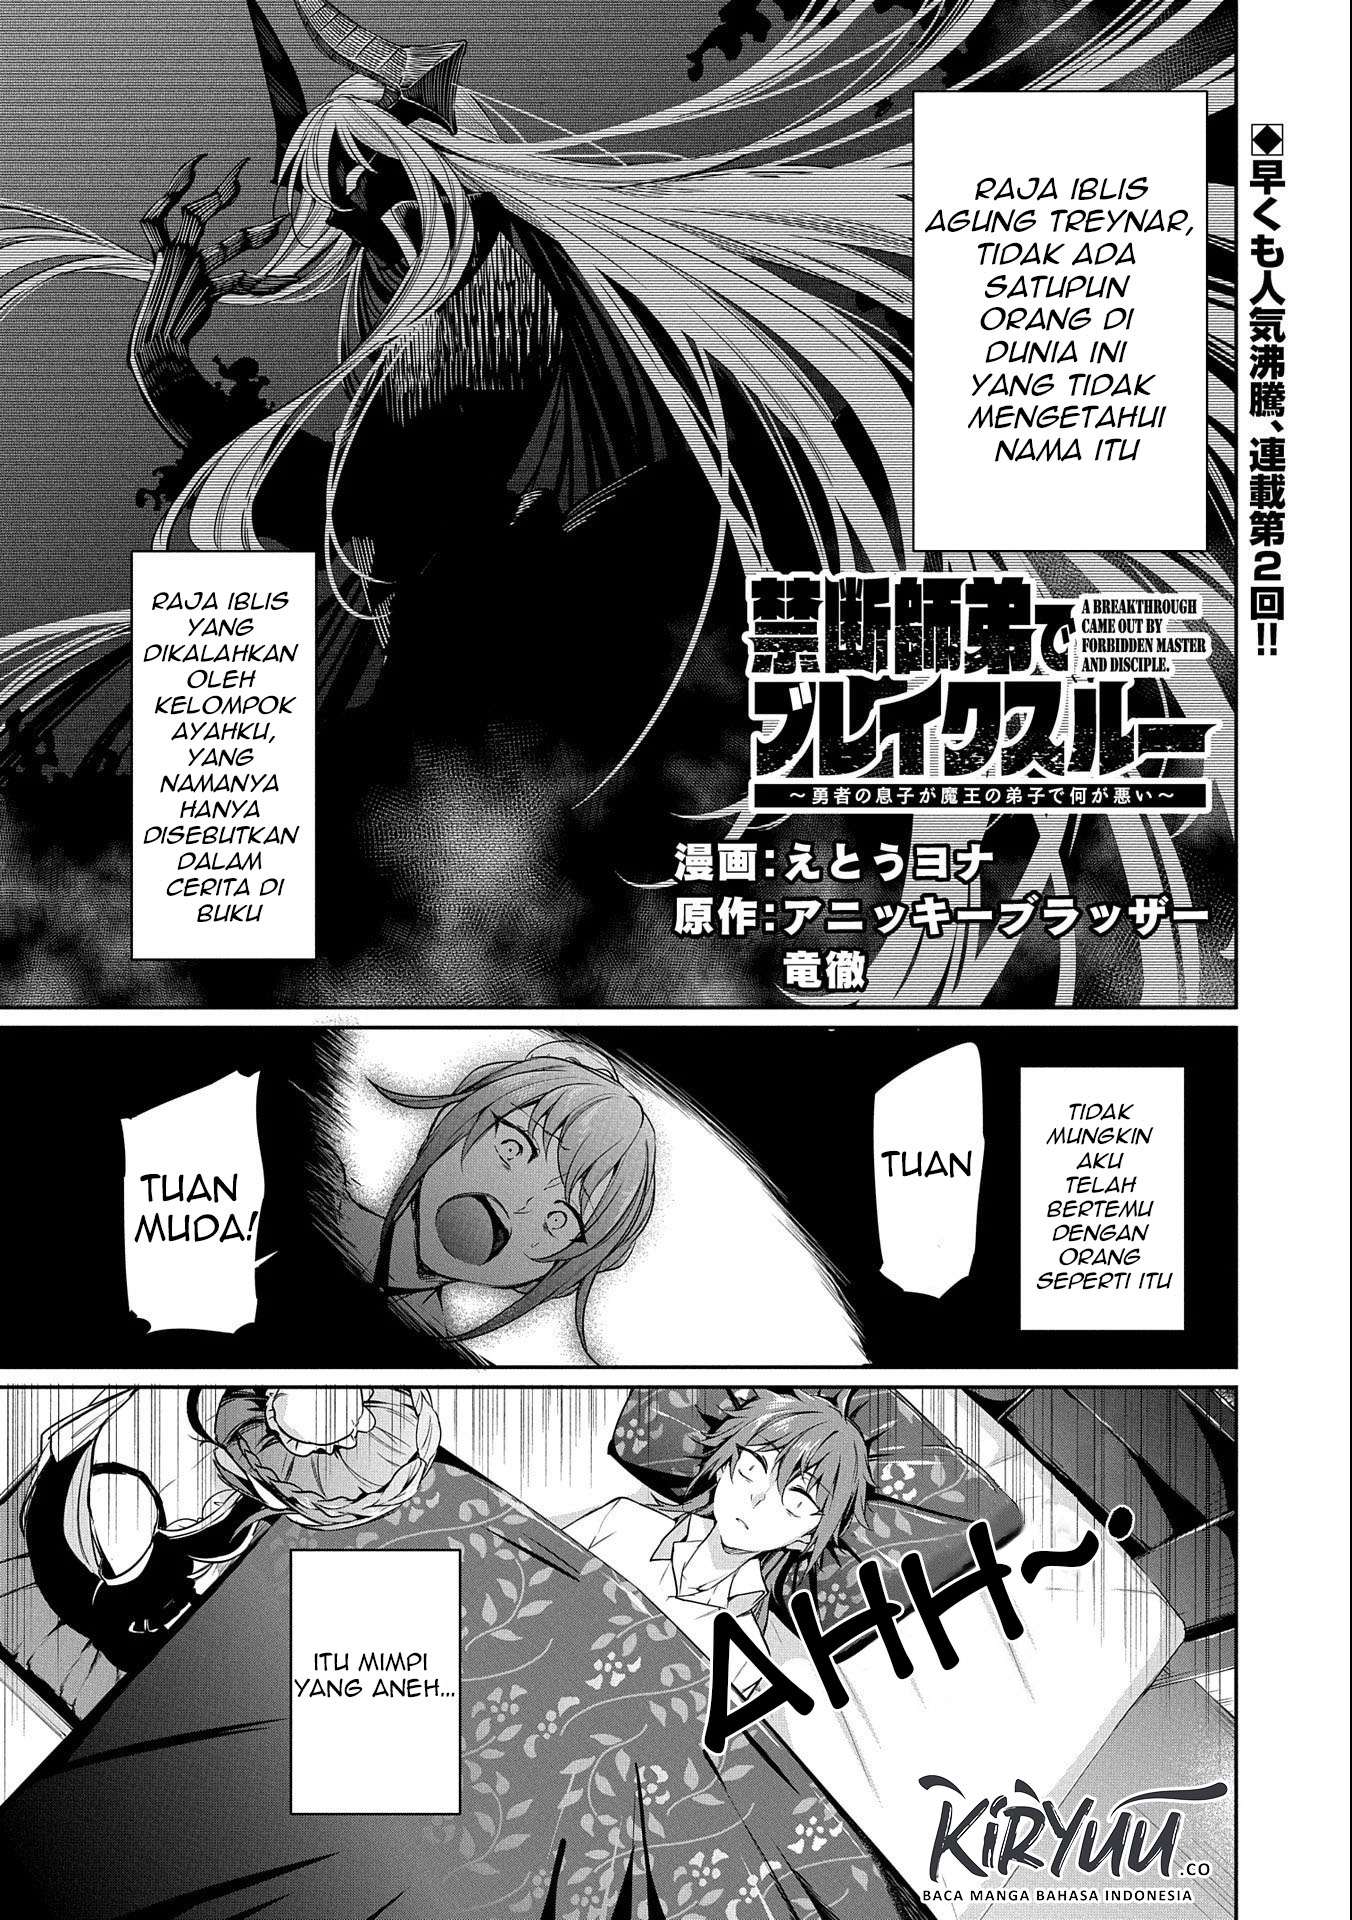 ◆早くも人気沸騰、連載第2回!!
RAJA IBLIS
AGUNG TREYNAR,
TIDAK ADA
SATUPUN
ORANG DI
DUNIA INI
YANG TIDAK
MENGETAHUI
NAMA ITU
RAJA IBLIS
YANG
DIKALAHKAN
OLEH
KELOMPOK
AYAHKU,
YANG
NAMANYA
HANYA
DISEBUTKAN
DALAM
CERITA DI
BUKU
禁断師弟で
ブレイクスルー
A BREAKTHROUGH
CAME OUT BY
FORBIDDEN MASTER
AND DISCIPLE.
～勇者の息子が魔王の弟子で何が悪い～
漫画：えとうヨナ
原作：アニッキーブラッザー
竜徹
TIDAK
MUNGKIN
AKU
TELAH
BERTEMU
DENGAN
ORANG
SEPERTI ITU
TUAN
TUAN
MUDA!
AHH~
ITU MIMPI
YANG ANEH...
KIRYUU.CO
BACA MANGA BAHASA INDONESIA